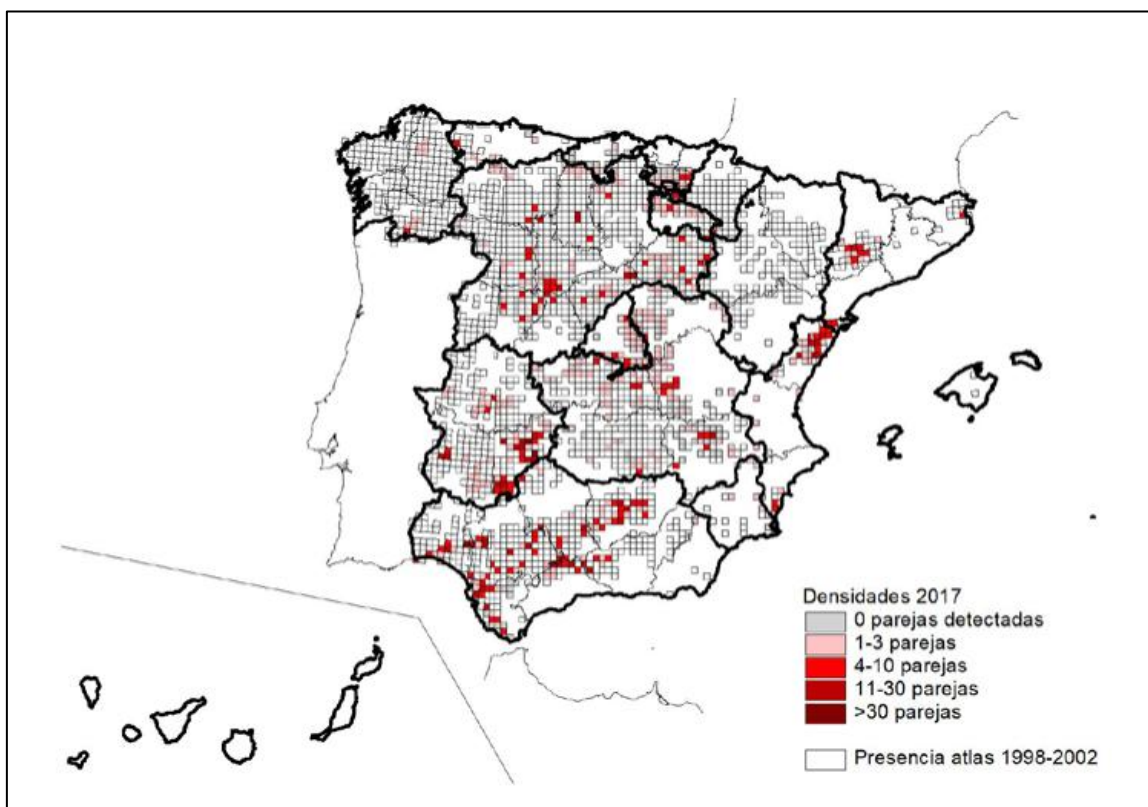 Densidades 2017
0 parejas detectadas
1-3 parejas
4-10 parejas
11-30 parejas
>30 parejas
Presencia atlas 1998-2002